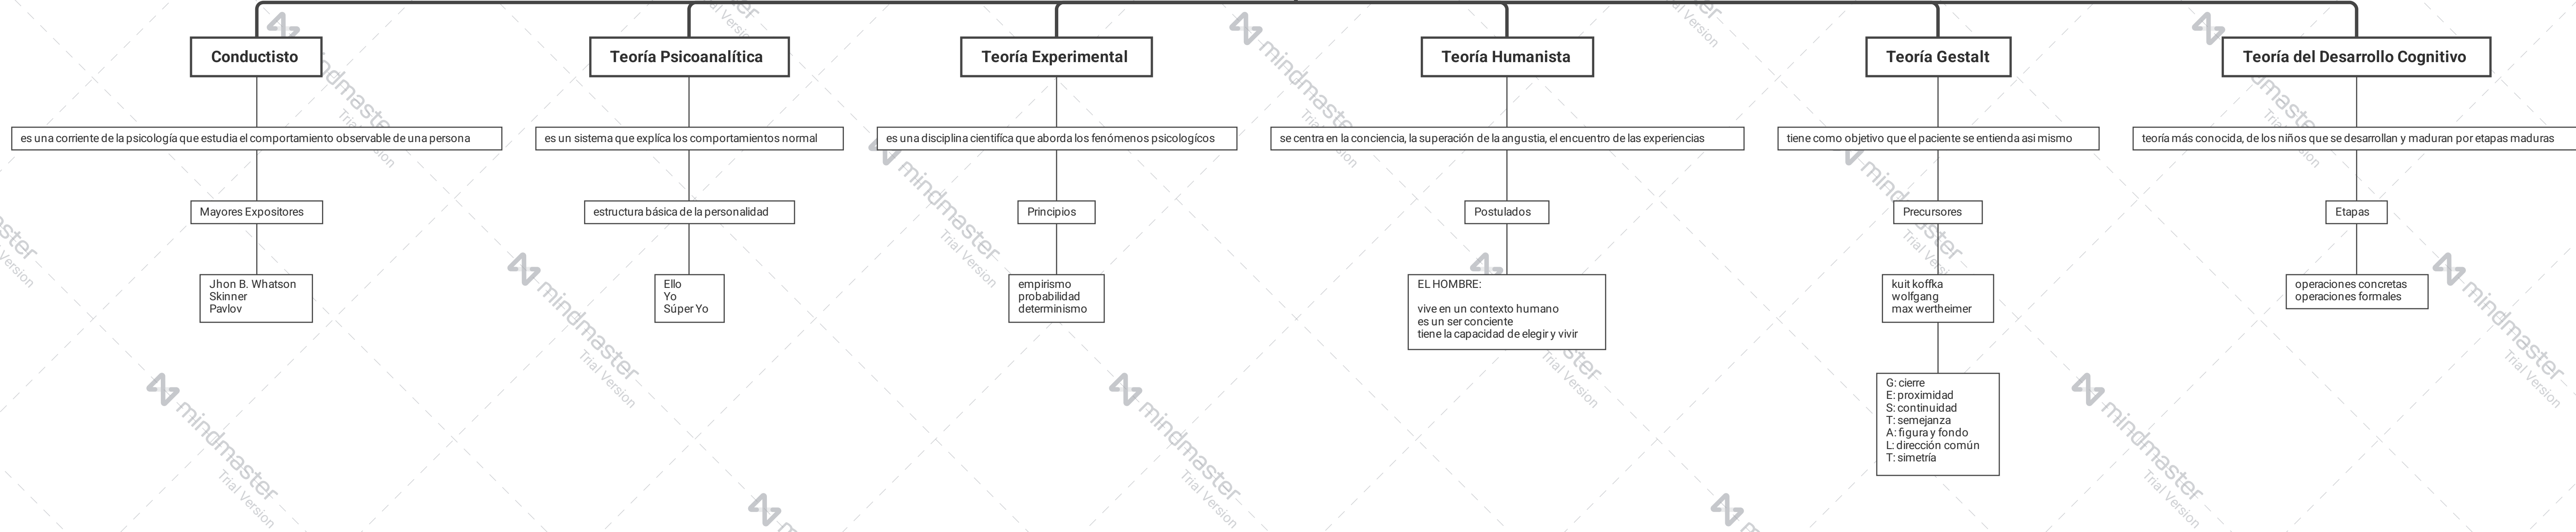 Conductisto
Teoría Psicoanalítica
Teoría Experimental
Teoría Humanista
Teoría Gestalt
Teoría del Desarrollo Cognitivo
es una corriente de la psicología que estudia el comportamiento observable de una persona
es un sistema que explíca los comportamientos normal
es una disciplina cientifíca que aborda los fenómenos psicologícos
se centra en la conciencia, la superación de la angustia, el encuentro de las experiencias
tiene como objetivo que el paciente se entienda asi mismo
teoría más conocida, de los niños que se desarrollan y maduran por etapas maduras
Mayores Expositores
estructura básica de la personalidad
Principios
Postulados
Precursores
Etapas
Jhon B. Whatson
Skinner
Pavlov
Ello
Yo
Súper Yo
empirismo
probabilidad
determinismo
EL HOMBRE:
vive en un contexto humano
es un ser conciente
tiene la capacidad de elegir y vivir
kuit koffka
wolfgang
max wertheimer
operaciones concretas
operaciones formales
G: cierre
E: proximidad
S: continuidad
T: semejanza
A: figura y fondo
L: dirección común
T: simetría
mindmaster
Trial Version